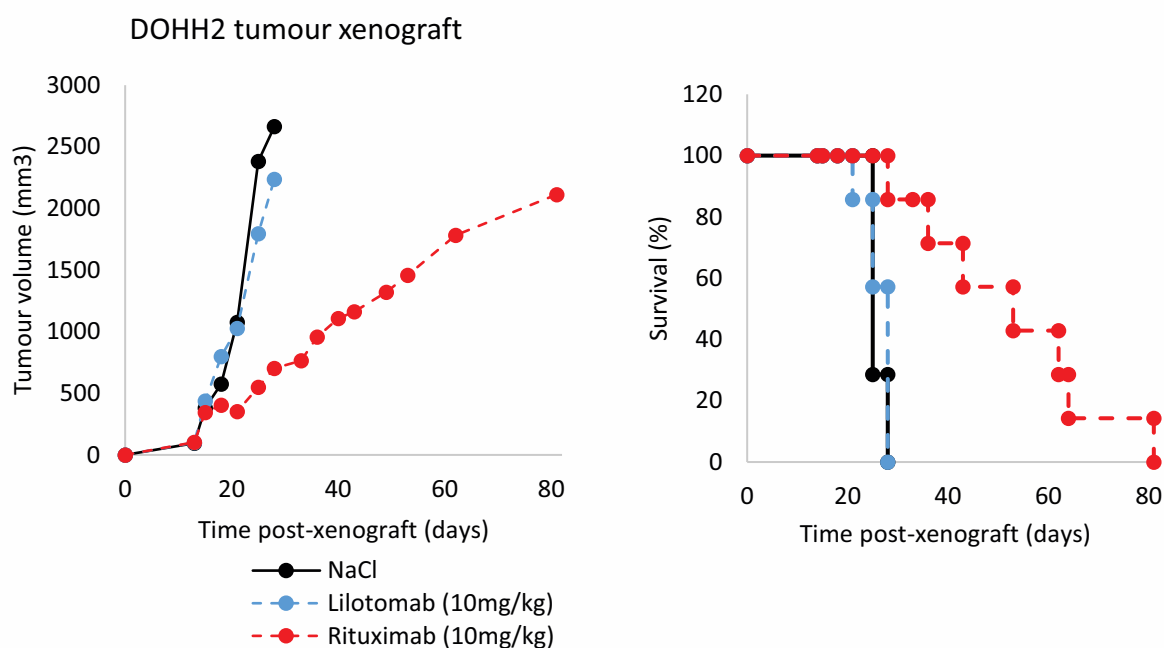 DOHH2 tumour xenograft
Tumour volume (mm3)
3000
2500
2000
1500
1000
500
0
0 20 40 60 80
Time post-xenograft (days)
Survival (%)
120
100
80
60
40
20
0
0 20 40 60 80
Time post-xenograft (days)
NaCl
Lilotomab (10mg/kg)
Rituximab (10mg/kg)